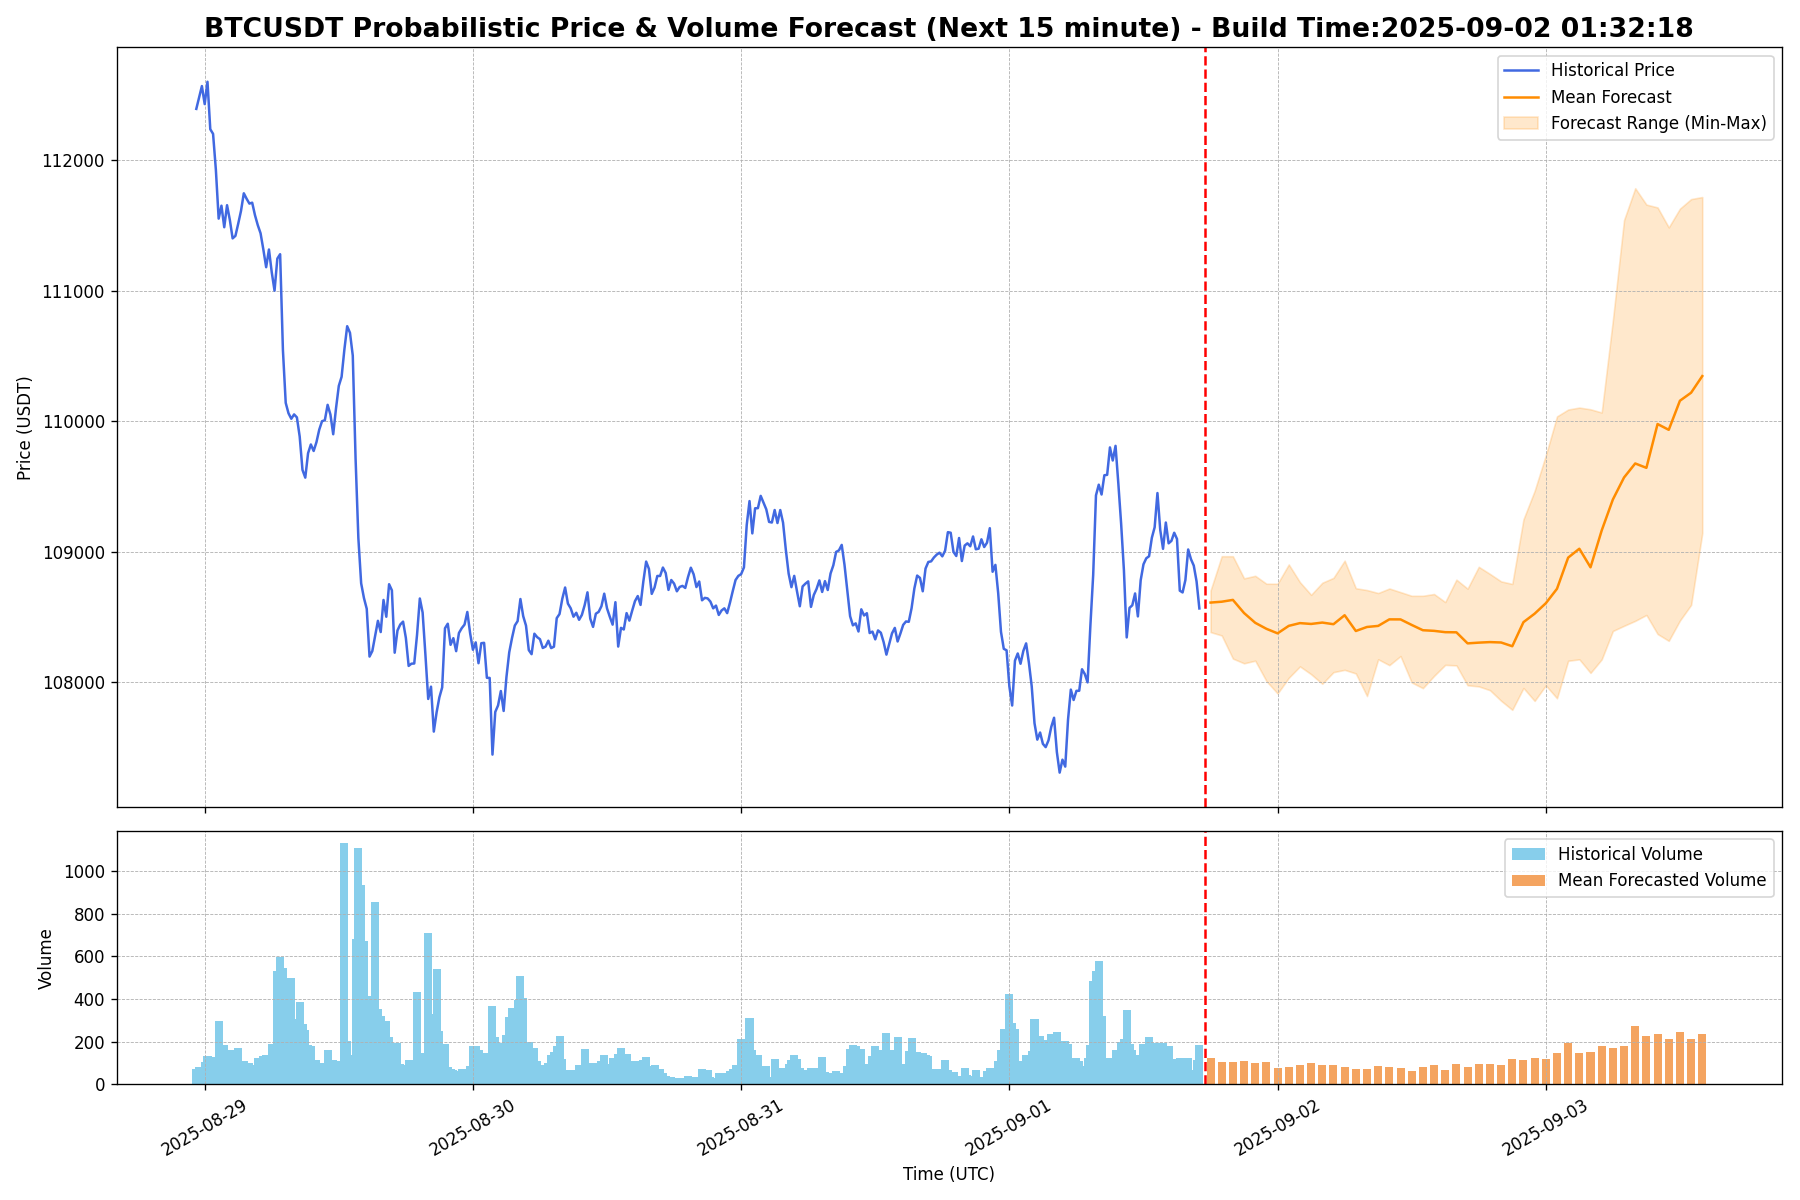 BTCUSDT Probabilistic Price & Volume Forecast (Next 15 minute) - Build Time:2025-09-02 01:32:18
Historical Price
Mean Forecast
Forecast Range (Min-Max)
112000
111000
110000
109000
108000
Price (USDT)
Historical Volume
Mean Forecasted Volume
1000
800
600
400
200
0
Volume
2025-08-29
2025-08-30
2025-08-31
2025-09-01
2025-09-02
2025-09-03
Time (UTC)